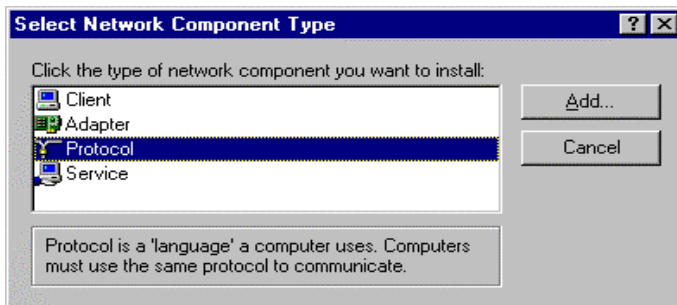 Select Network Component Type
Click the type of network component you want to install:
Client
Adapter
Protocol
Service
Add...
Cancel
Protocol is a 'language' a computer uses. Computers
must use the same protocol to communicate.